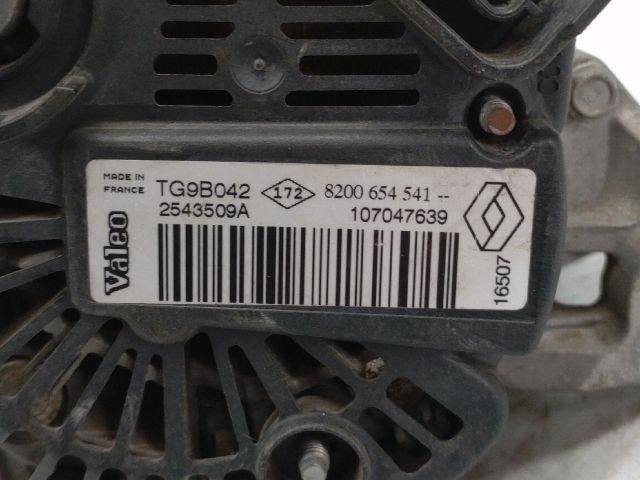 MADE IN
FRANCE
TG9B042 172 8200 654 541 --
2543509A 107047639
Valeo
16507